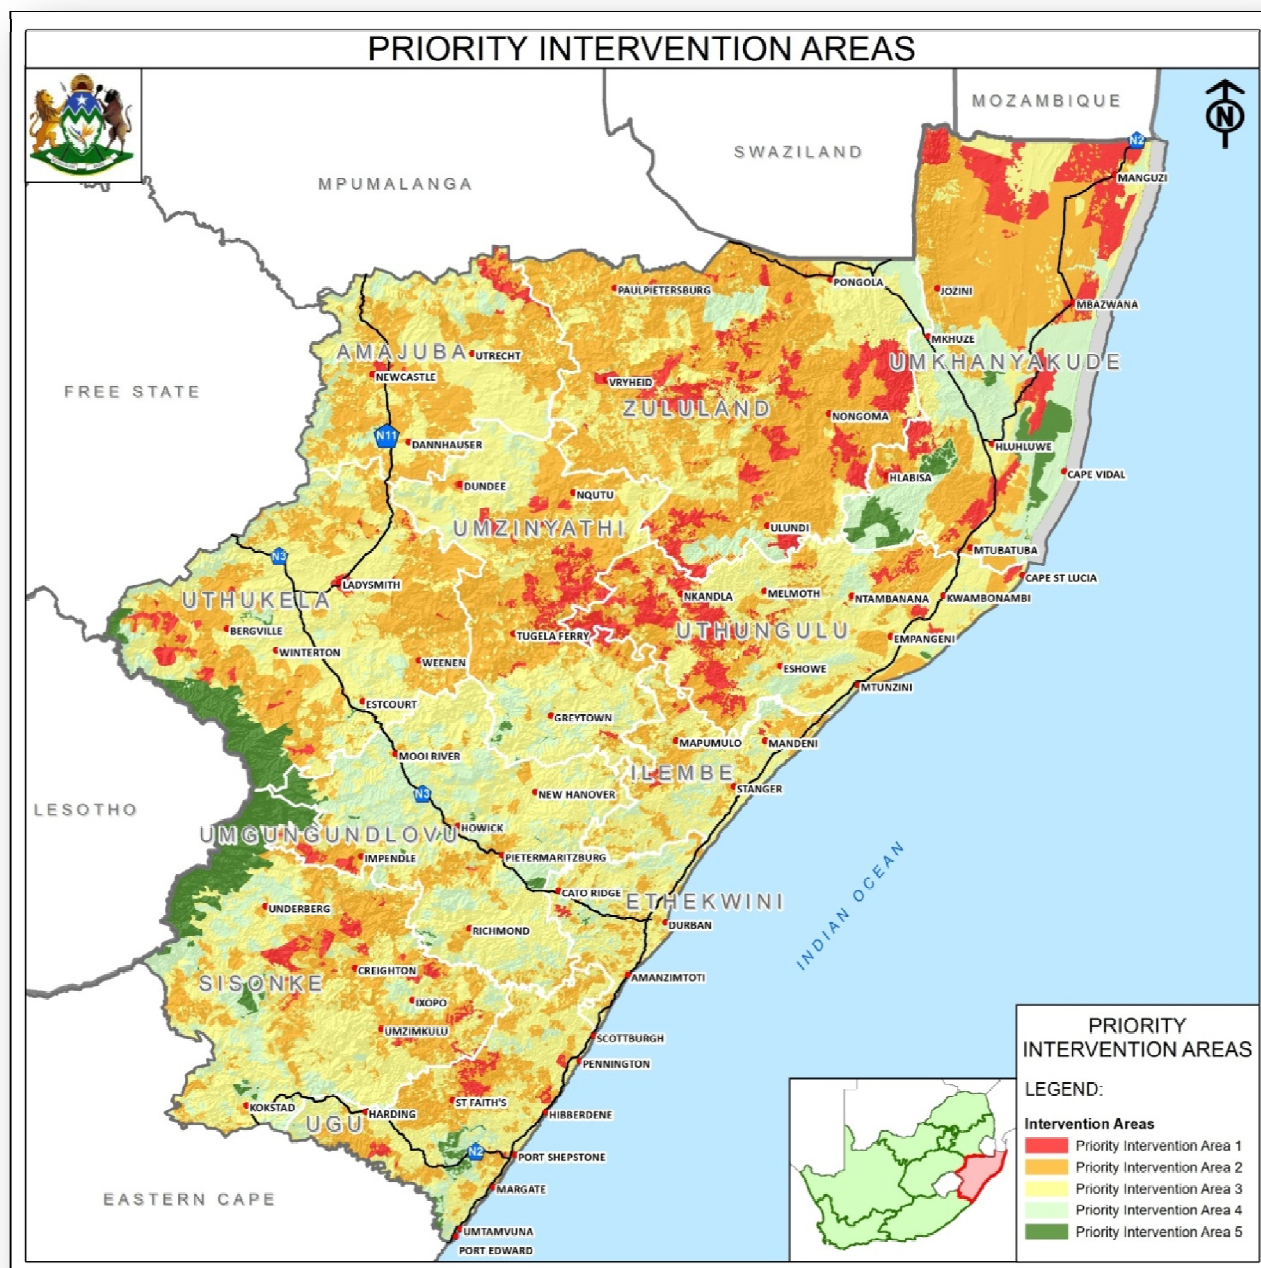 PRIORITY INTERVENTION AREAS
MOZAMBIQUE
N
N2
SWAZILAND
MPUMALANGA
MANGUZI
PONGOLA
PAULPIETERSBURG
JOZINI
MBAZWANA
MKHUZE
AMAJUBA
UTRECHT
UMKHANYAKUDE
NEWCASTLE
VRYHEID
FREE STATE
ZULULAND
NONGOMA
N11
DANNHAUSER
HLUHLUWE
HLABISA
CAPE VIDAL
DUNDEE
NQUTU
UMZINYATHI
ULUNDI
N3
MTUBATUBA
LADYSMITH
CAPE ST LUCIA
UTHUKELA
NKANDLA
MELMOTH
NTAMBANANA
KWAMBONAMBI
BERGVILLE
TUGELA FERRY
UTHUNGULU
EMPANGENI
WINTERTON
WEENEN
ESHOWE
MTUNZINI
ESTCOURT
GREYTOWN
MAPUMULO
MANDENI
MOOI RIVER
ILEMBE
STANGER
N3
NEW HANOVER
LESOTHO
UMGUNGUNDLOVU
HOWICK
IMPENDLE
PIETERMARITZBURG
CATO RIDGE
ETHEKWINI
INDIAN OCEAN
UNDERBERG
DURBAN
RICHMOND
CREIGHTON
AMANZIMTOTI
SISONKE
IXOPO
UMZIMKULU
SCOTTBURGH
PENNINGTON
ST FAITH'S
KOKSTAD
HARDING
HIBBERDENE
UGU
N2
PORT SHEPSTONE
MARGATE
EASTERN CAPE
UMTAMVUNA
PORT EDWARD
PRIORITY
INTERVENTION AREAS
LEGEND:
Intervention Areas
Priority Intervention Area 1
Priority Intervention Area 2
Priority Intervention Area 3
Priority Intervention Area 4
Priority Intervention Area 5